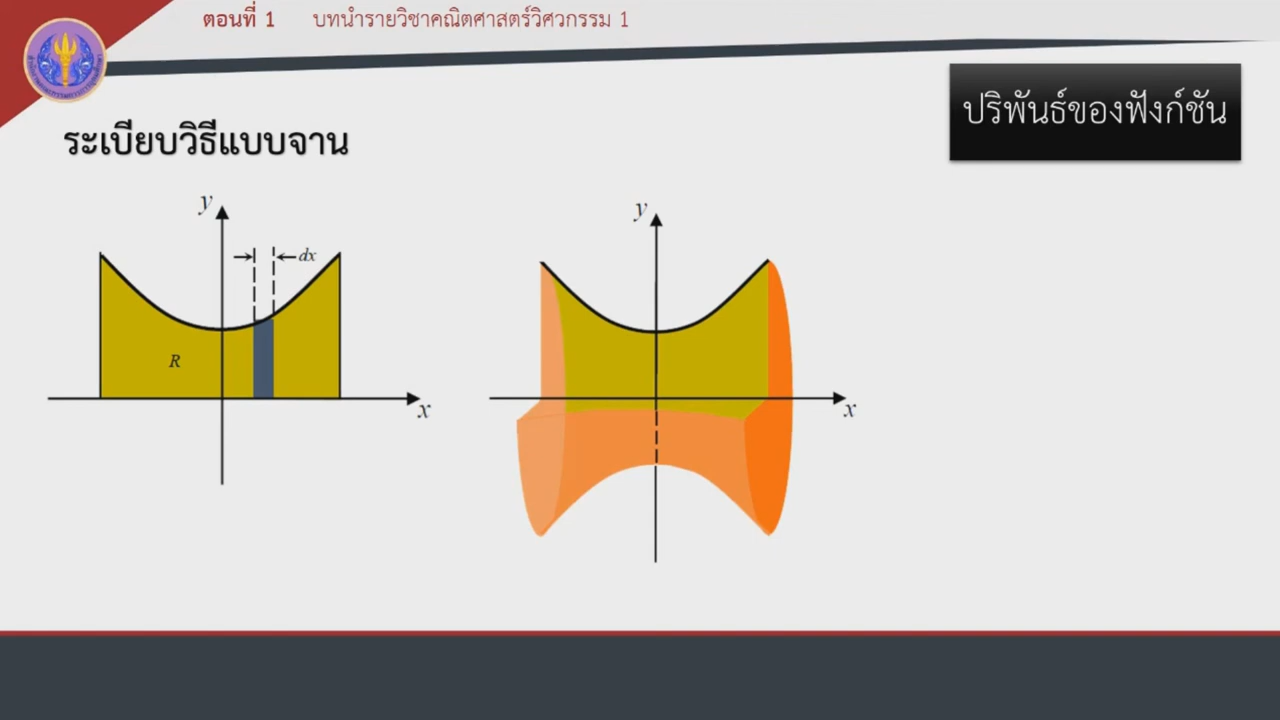 ตอนที่ 1 บทนำรายวิชาคณิตศาสตร์วิศวกรรม 1
ปริพันธ์ของฟังก์ชัน
ระเบียบวิธีแบบจาน
y
dx
R
x
y
x